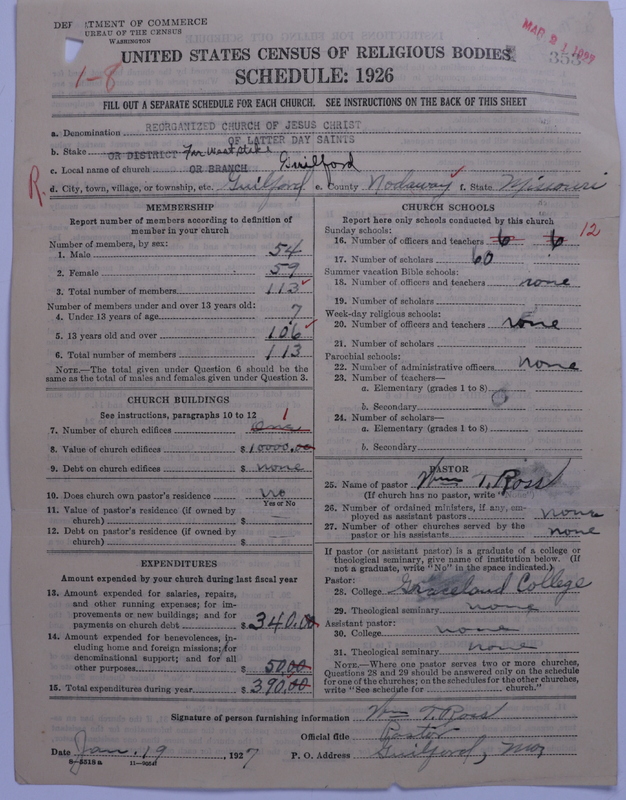 DEPARTMENT OF COMMERCE
BUREAU OF THE CENSUS
WASHINGTON
MAR 21 1927
353
1-8
UNITED STATES CENSUS OF RELIGIOUS BODIES
SCHEDULE: 1926
FILL OUT A SEPARATE SCHEDULE FOR EACH CHURCH. SEE INSTRUCTIONS ON THE BACK OF THIS SHEET
a. Denomination REORGANIZED CHURCH OF JESUS CHRIST
OF LATTER DAY SAINTS
b. Stake OR DISTRICT Far West Stake
c. Local name of church OR BRANCH Guilford
R. d. City, town, village, or township, etc. Guilford e. County Nodaway f. State Missouri
MEMBERSHIP
Report number of members according to definition of
member in your church
Number of members, by sex:
1. Male 54
2. Female 59
3. Total number of members 113
Number of members under and over 13 years old:
4. Under 13 years of age 7
5. 13 years old and over 106
6. Total number of members 113
NOTE.—The total given under Question 6 should be the
same as the total of males and females given under Question 3.
CHURCH BUILDINGS
See instructions, paragraphs 10 to 12
7. Number of church edifices One 1
8. Value of church edifices $10000.00
9. Debt on church edifices $ none
10. Does church own pastor's residence no
Yes or No
11. Value of pastor's residence (if owned by
church) $
12. Debt on pastor's residence (if owned by
church) $
EXPENDITURES
Amount expended by your church during last fiscal year
13. Amount expended for salaries, repairs,
and other running expenses; for im-
provements or new buildings; and for
payments on church debt $ 340.00
14. Amount expended for benevolences, in-
cluding home and foreign missions; for
denominational support; and for all
other purposes $ 50.00
15. Total expenditures during year $ 390.00
CHURCH SCHOOLS
Report here only schools conducted by this church
Sunday schools:
16. Number of officers and teachers 6 6 12
17. Number of scholars 60
Summer vacation Bible schools:
18. Number of officers and teachers none
19. Number of scholars
Week-day religious schools:
20. Number of officers and teachers none
21. Number of scholars
Parochial schools:
22. Number of administrative officers none
23. Number of teachers—
a. Elementary (grades 1 to 8)
b. Secondary
24. Number of scholars—
a. Elementary (grades 1 to 8)
b. Secondary
PASTOR
25. Name of pastor Wm T. Ross
(If church has no pastor, write
26. Number of ordained ministers, if any, em-
ployed as assistant pastors none
27. Number of other churches served by the
pastor or his assistants none
If pastor (or assistant pastor) is a graduate of a college or
theological seminary, give name of institution below. (If
not a graduate, write "No" in the space indicated.)
Pastor:
28. College Graceland College
29. Theological seminary none
Assistant pastor:
30. College none
31. Theological seminary none
NOTE.—Where one pastor serves two or more churches,
Questions 28 and 29 should be answered only on the schedule
for one of the churches; on the schedules for the other churches,
write "See schedule for church."
Signature of person furnishing information Wm T. Ross
Official title Pastor
Date Jan. 19, 1927 P. O. Address Guilford, Mo,
8—5518 a